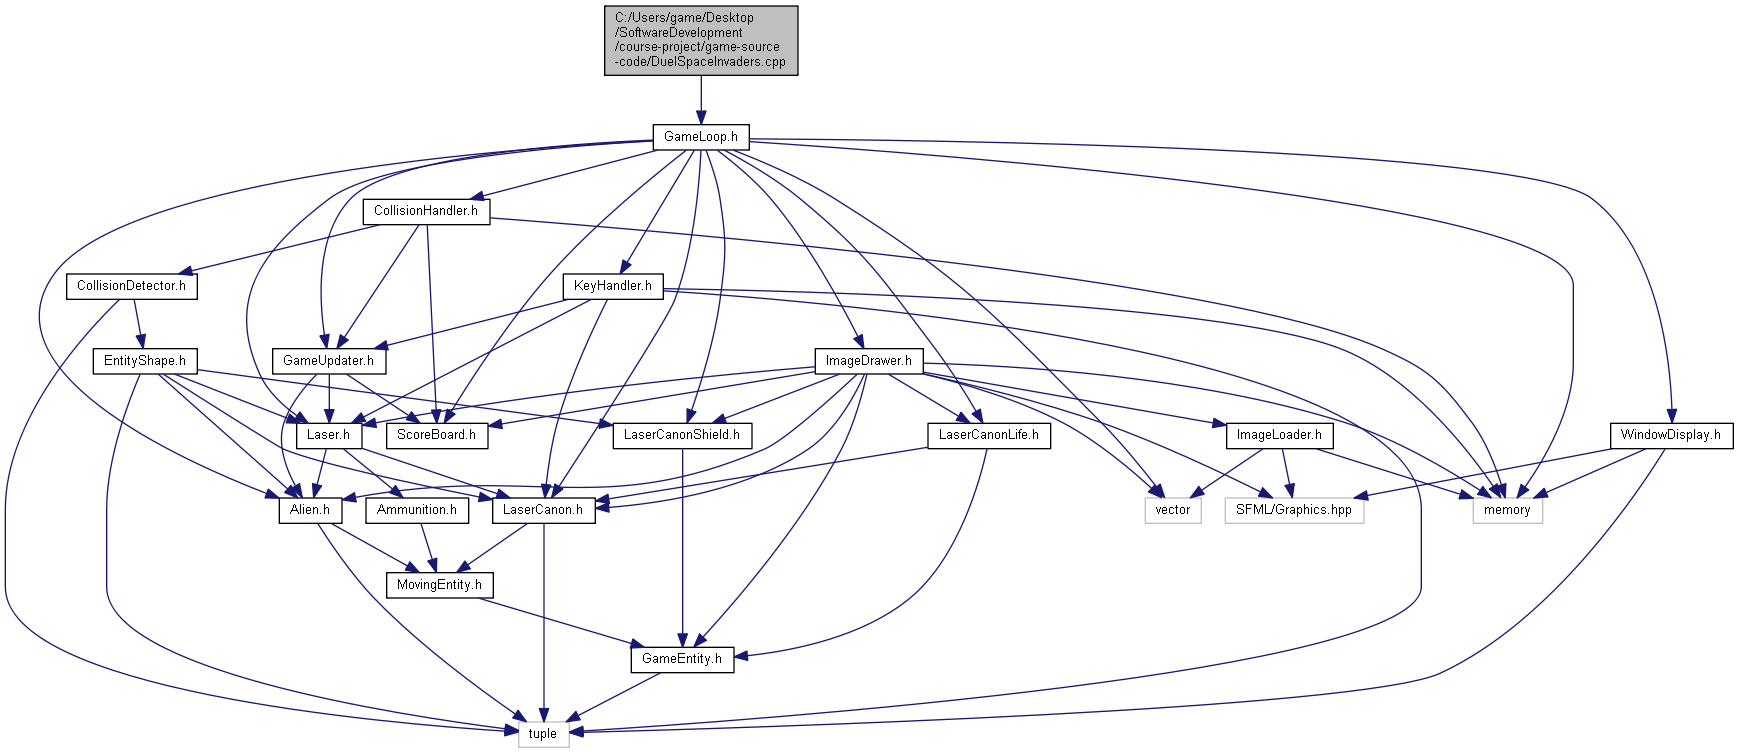 C:/Users/game/Desktop
/SoftwareDevelopment
/course-project/game-source
-code/DuelSpaceInvaders.cpp
GameLoop.h
CollisionHandler.h
CollisionDetector.h
KeyHandler.h
EntityShape.h
GameUpdater.h
ImageDrawer.h
Laser.h
ScoreBoard.h
LaserCanonShield.h
LaserCanonLife.h
ImageLoader.h
WindowDisplay.h
Alien.h
Ammunition.h
LaserCanon.h
vector
SFML/Graphics.hpp
memory
MovingEntity.h
GameEntity.h
tuple